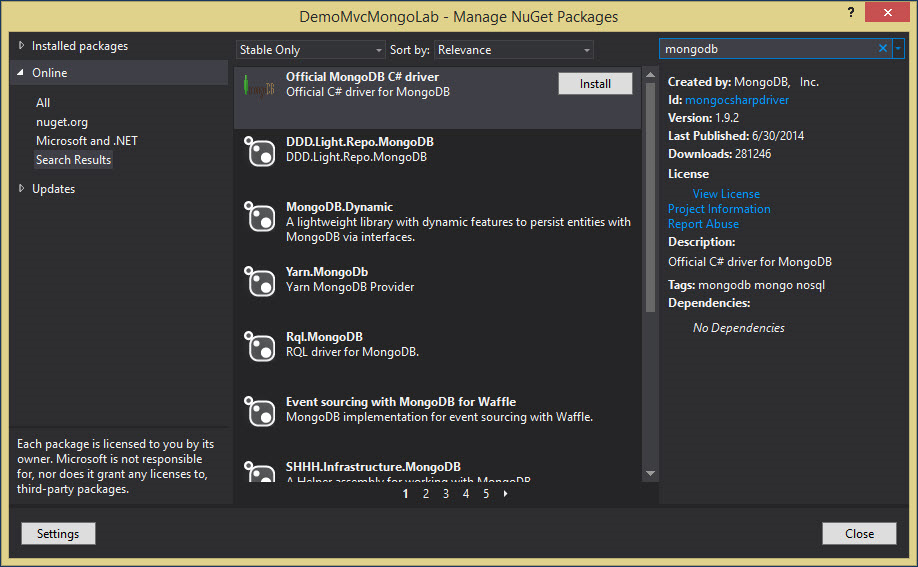 DemoMvcMongoLab - Manage NuGet Packages
?
Installed packages
Online
All
nuget.org
Microsoft and .NET
Search Results
Updates
Each package is licensed to you by its
owner. Microsoft is not responsible
for, nor does it grant any licenses to,
third-party packages.
Settings
Stable Only
Sort by: Relevance
Official MongoDB C# driver
Official C# driver for MongoDB
Install
DDD.Light.Repo.MongoDB
DDD.Light.Repo.MongoDB
MongoDB.Dynamic
A lightweight library with dynamic features to persist entities with
MongoDB via interfaces.
Yarn.MongoDb
Yarn MongoDB Provider
Rql.MongoDB
RQL driver for MongoDB.
Event sourcing with MongoDB for Waffle
MongoDB implementation for event sourcing with Waffle.
SHHH.Infrastructure.MongoDB
A Helper assembly for working with MongoDB
1 2 3 4 5
mongodb
Created by: MongoDB, Inc.
Id: mongocsharpdriver
Version: 1.9.2
Last Published: 6/30/2014
Downloads: 281246
License
View License
Project Information
Report Abuse
Description:
Official C# driver for MongoDB
Tags: mongodb mongo nosql
Dependencies:
No Dependencies
Close